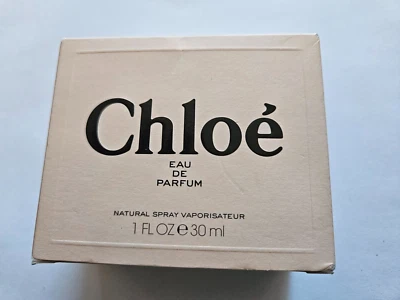 Chloé
EAU
DE
PARFUM
NATURAL SPRAY VAPORISATEUR
1 FL OZ ℮ 30 ml